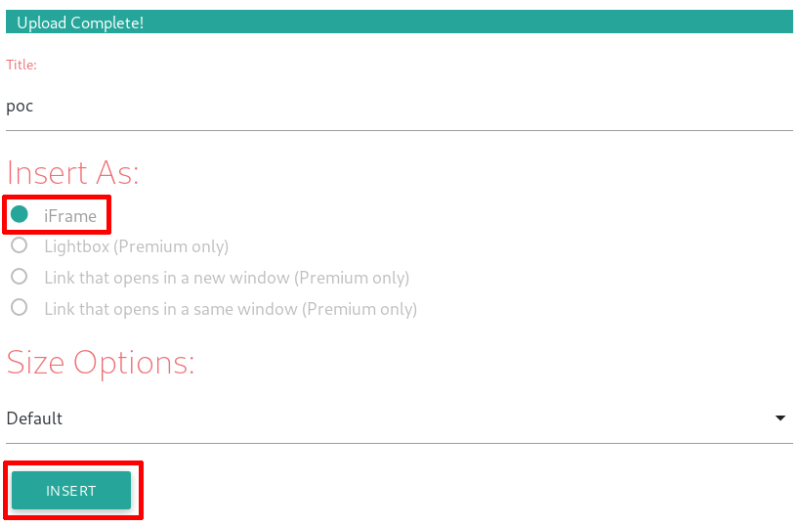 Upload Complete!
Title:
poc
Insert As:
iFrame
Lightbox (Premium only)
Link that opens in a new window (Premium only)
Link that opens in a same window (Premium only)
Size Options:
Default
INSERT